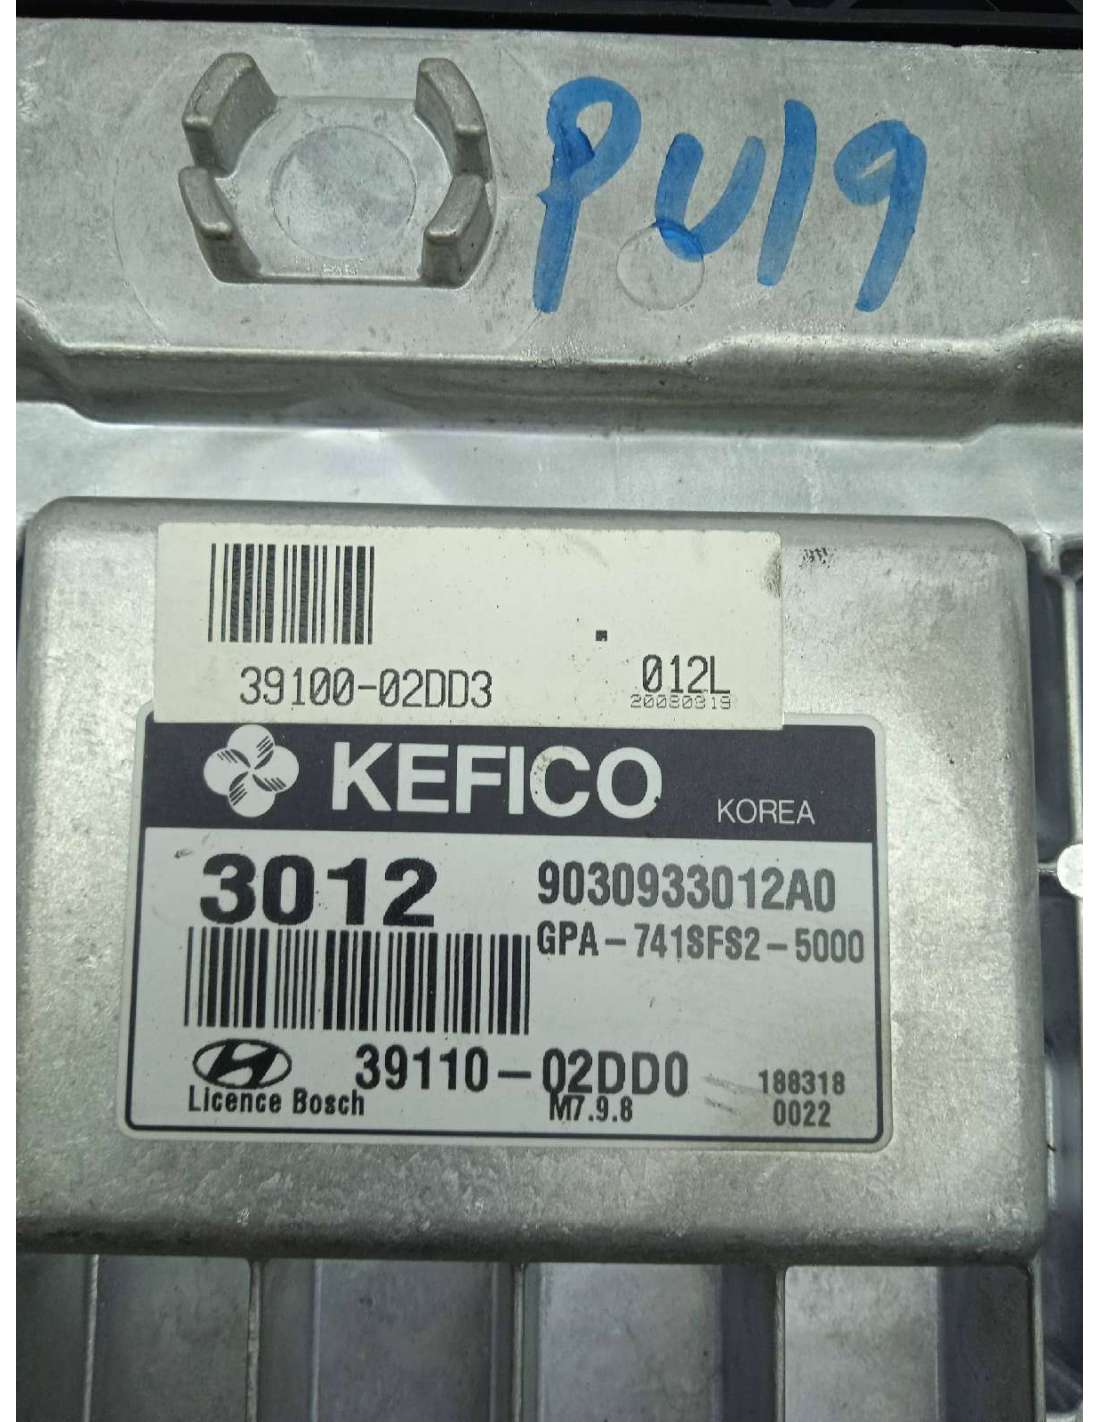 PU19
39100-02DD3
012L
20080319
KEFICO
KOREA
3012
9030933012A0
GPA-741SFS2-5000
39110-02DD0
188318
Licence Bosch
M7.9.8
0022